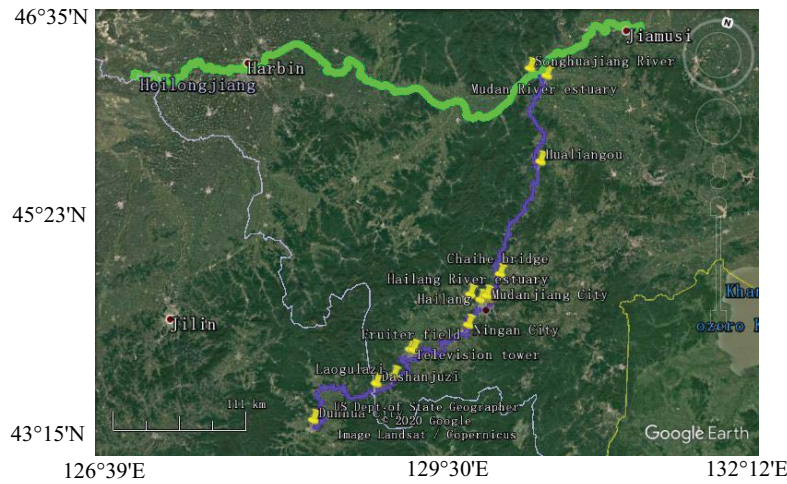 46°35'N
Jiamusi
Songhuajiang River
Harbin
Heilongjiang
Mudan River estuary
Hualiangou
45°23'N
Chaihe bridge
Hailang River estuary
Hailang
Mudanjiang City
Jilin
Ningan City
Fruiter field
Television tower
Laogulazi
Dashanjuzi
111 km
US Dept of State Geographer
© 2020 Google
Image Landsat / Copernicus
Google Earth
43°15'N
126°39'E
129°30'E
132°12'E
N
ozero